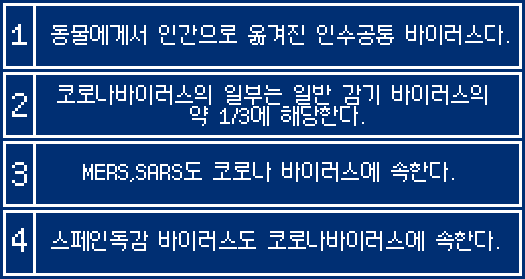 1 동물에게서 인간으로 옮겨진 인수공통 바이러스다.
2 코로나바이러스의 일부는 일반 감기 바이러스의
약 1/3에 해당한다.
3 MERS,SARS도 코로나 바이러스에 속한다.
4 스페인독감 바이러스도 코로나바이러스에 속한다.